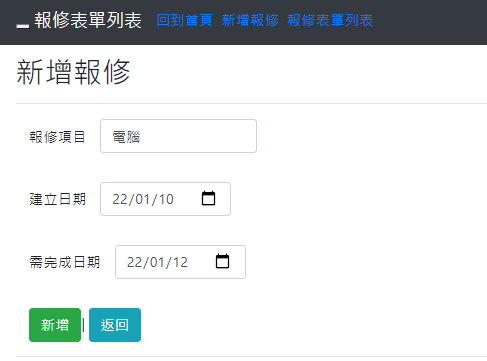 報修表單列表 回到首頁 新增報修 報修表單列表
新增報修
報修項目 電腦
建立日期 22/01/10
需完成日期 22/01/12
新增 | 返回